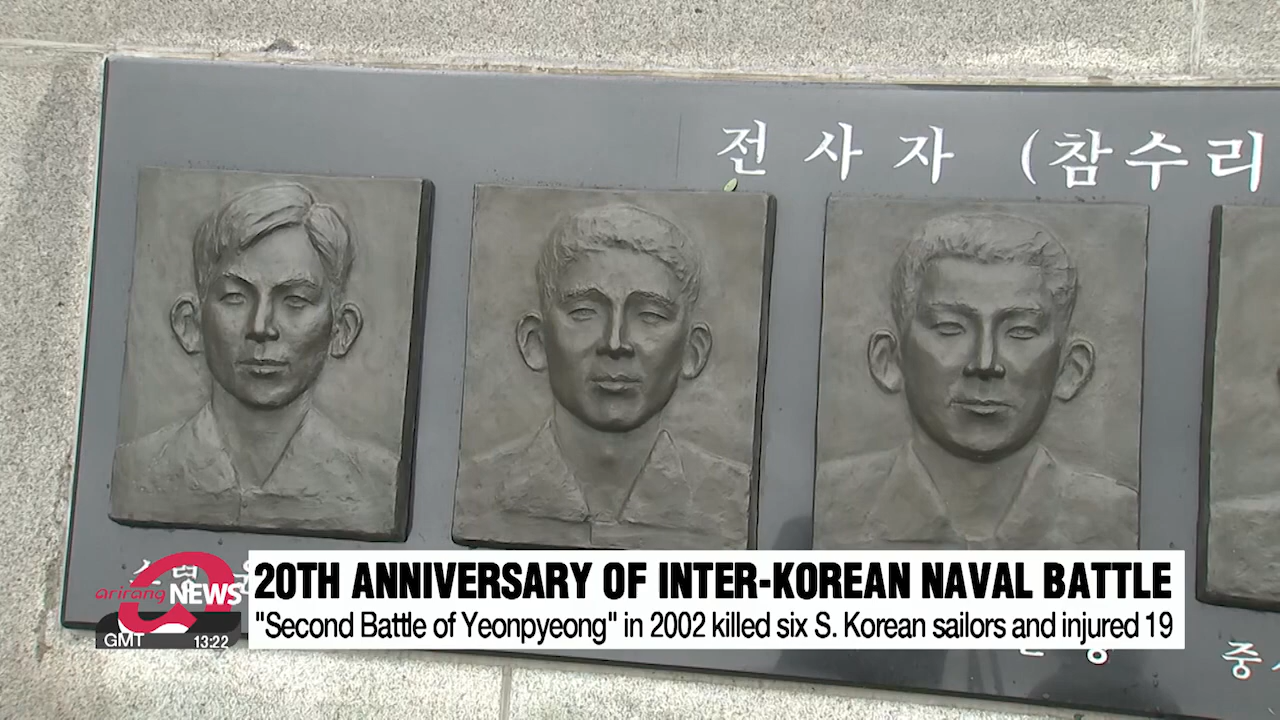 전사자 (참수리
arirang NEWS
20TH ANNIVERSARY OF INTER-KOREAN NAVAL BATTLE
"Second Battle of Yeonpyeong" in 2002 killed six S. Korean sailors and injured 19
GMT 13:22